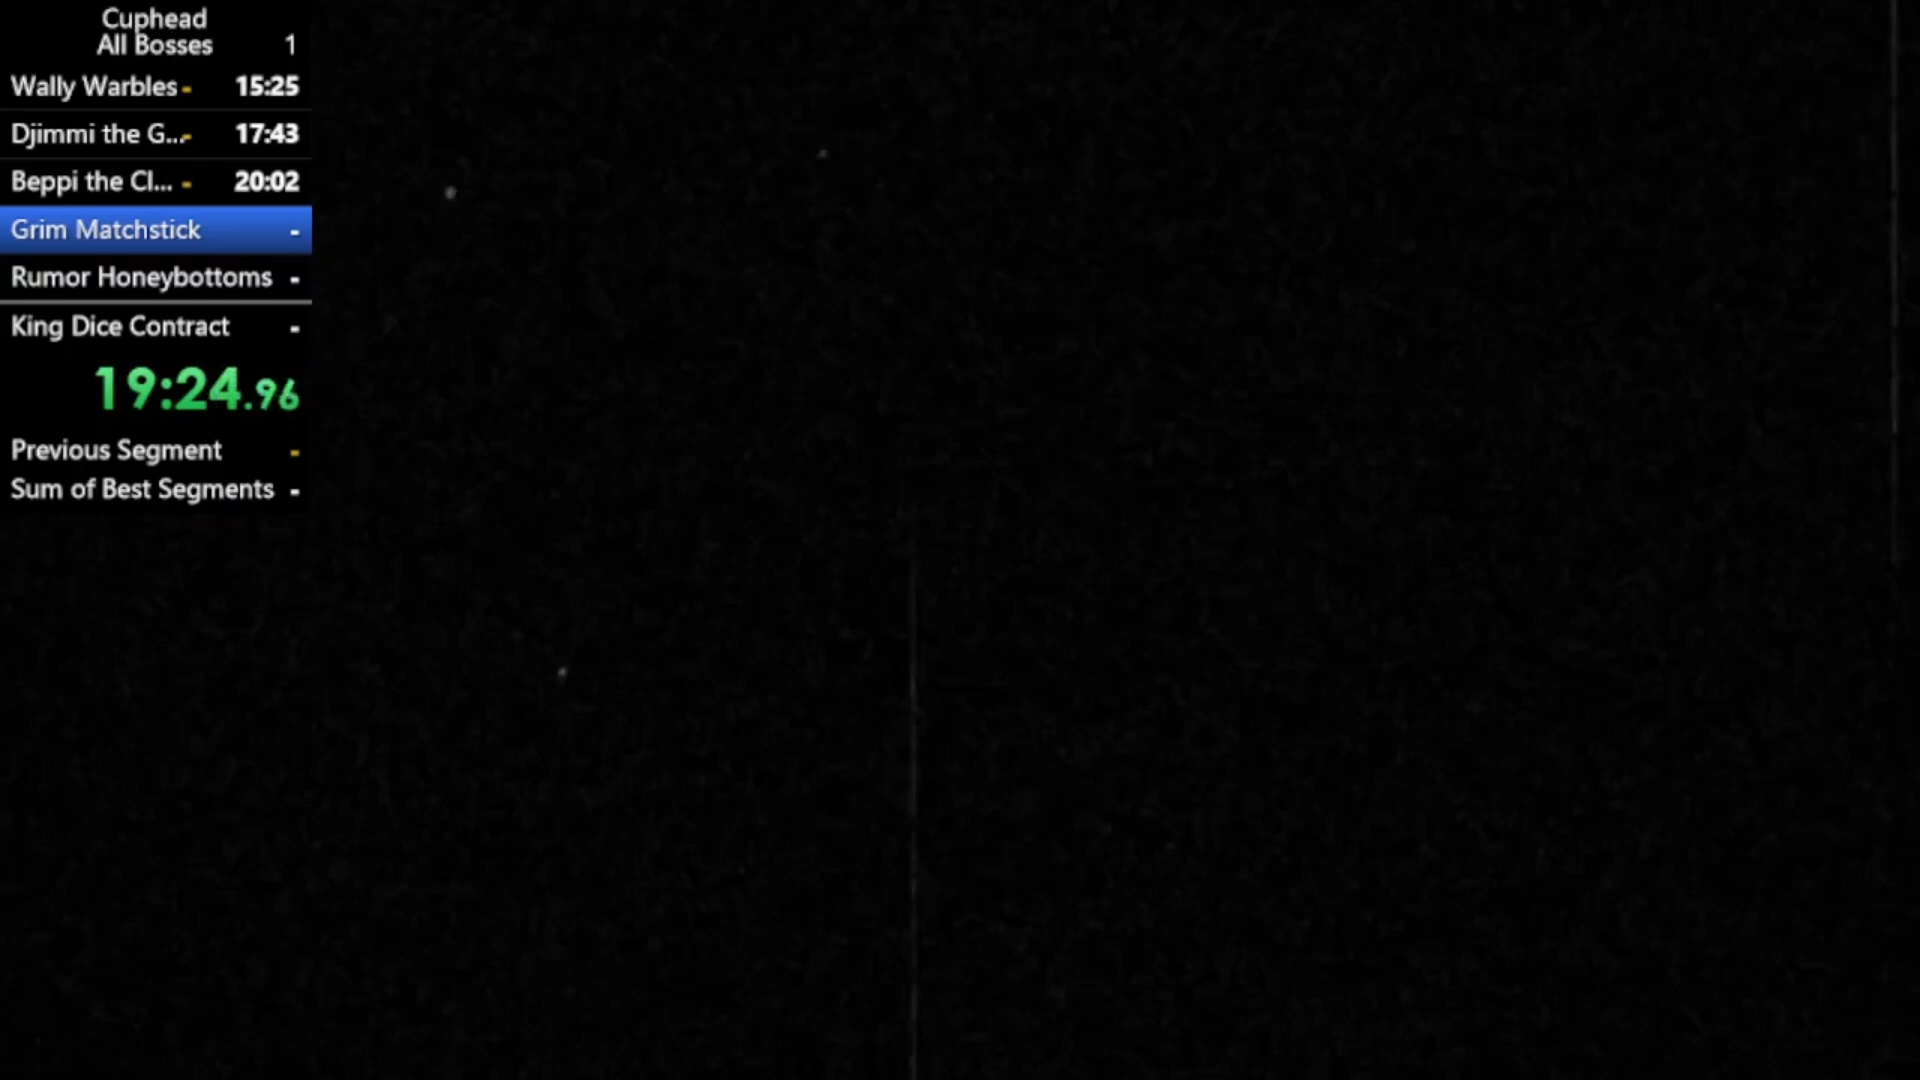 Cuphead
All Bosses 1
Wally Warbles - 15:25
Djimmi the G... - 17:43
Beppi the Cl... - 20:02
Grim Matchstick -
Rumor Honeybottoms -
King Dice Contract -
19:24.96
Previous Segment -
Sum of Best Segments -